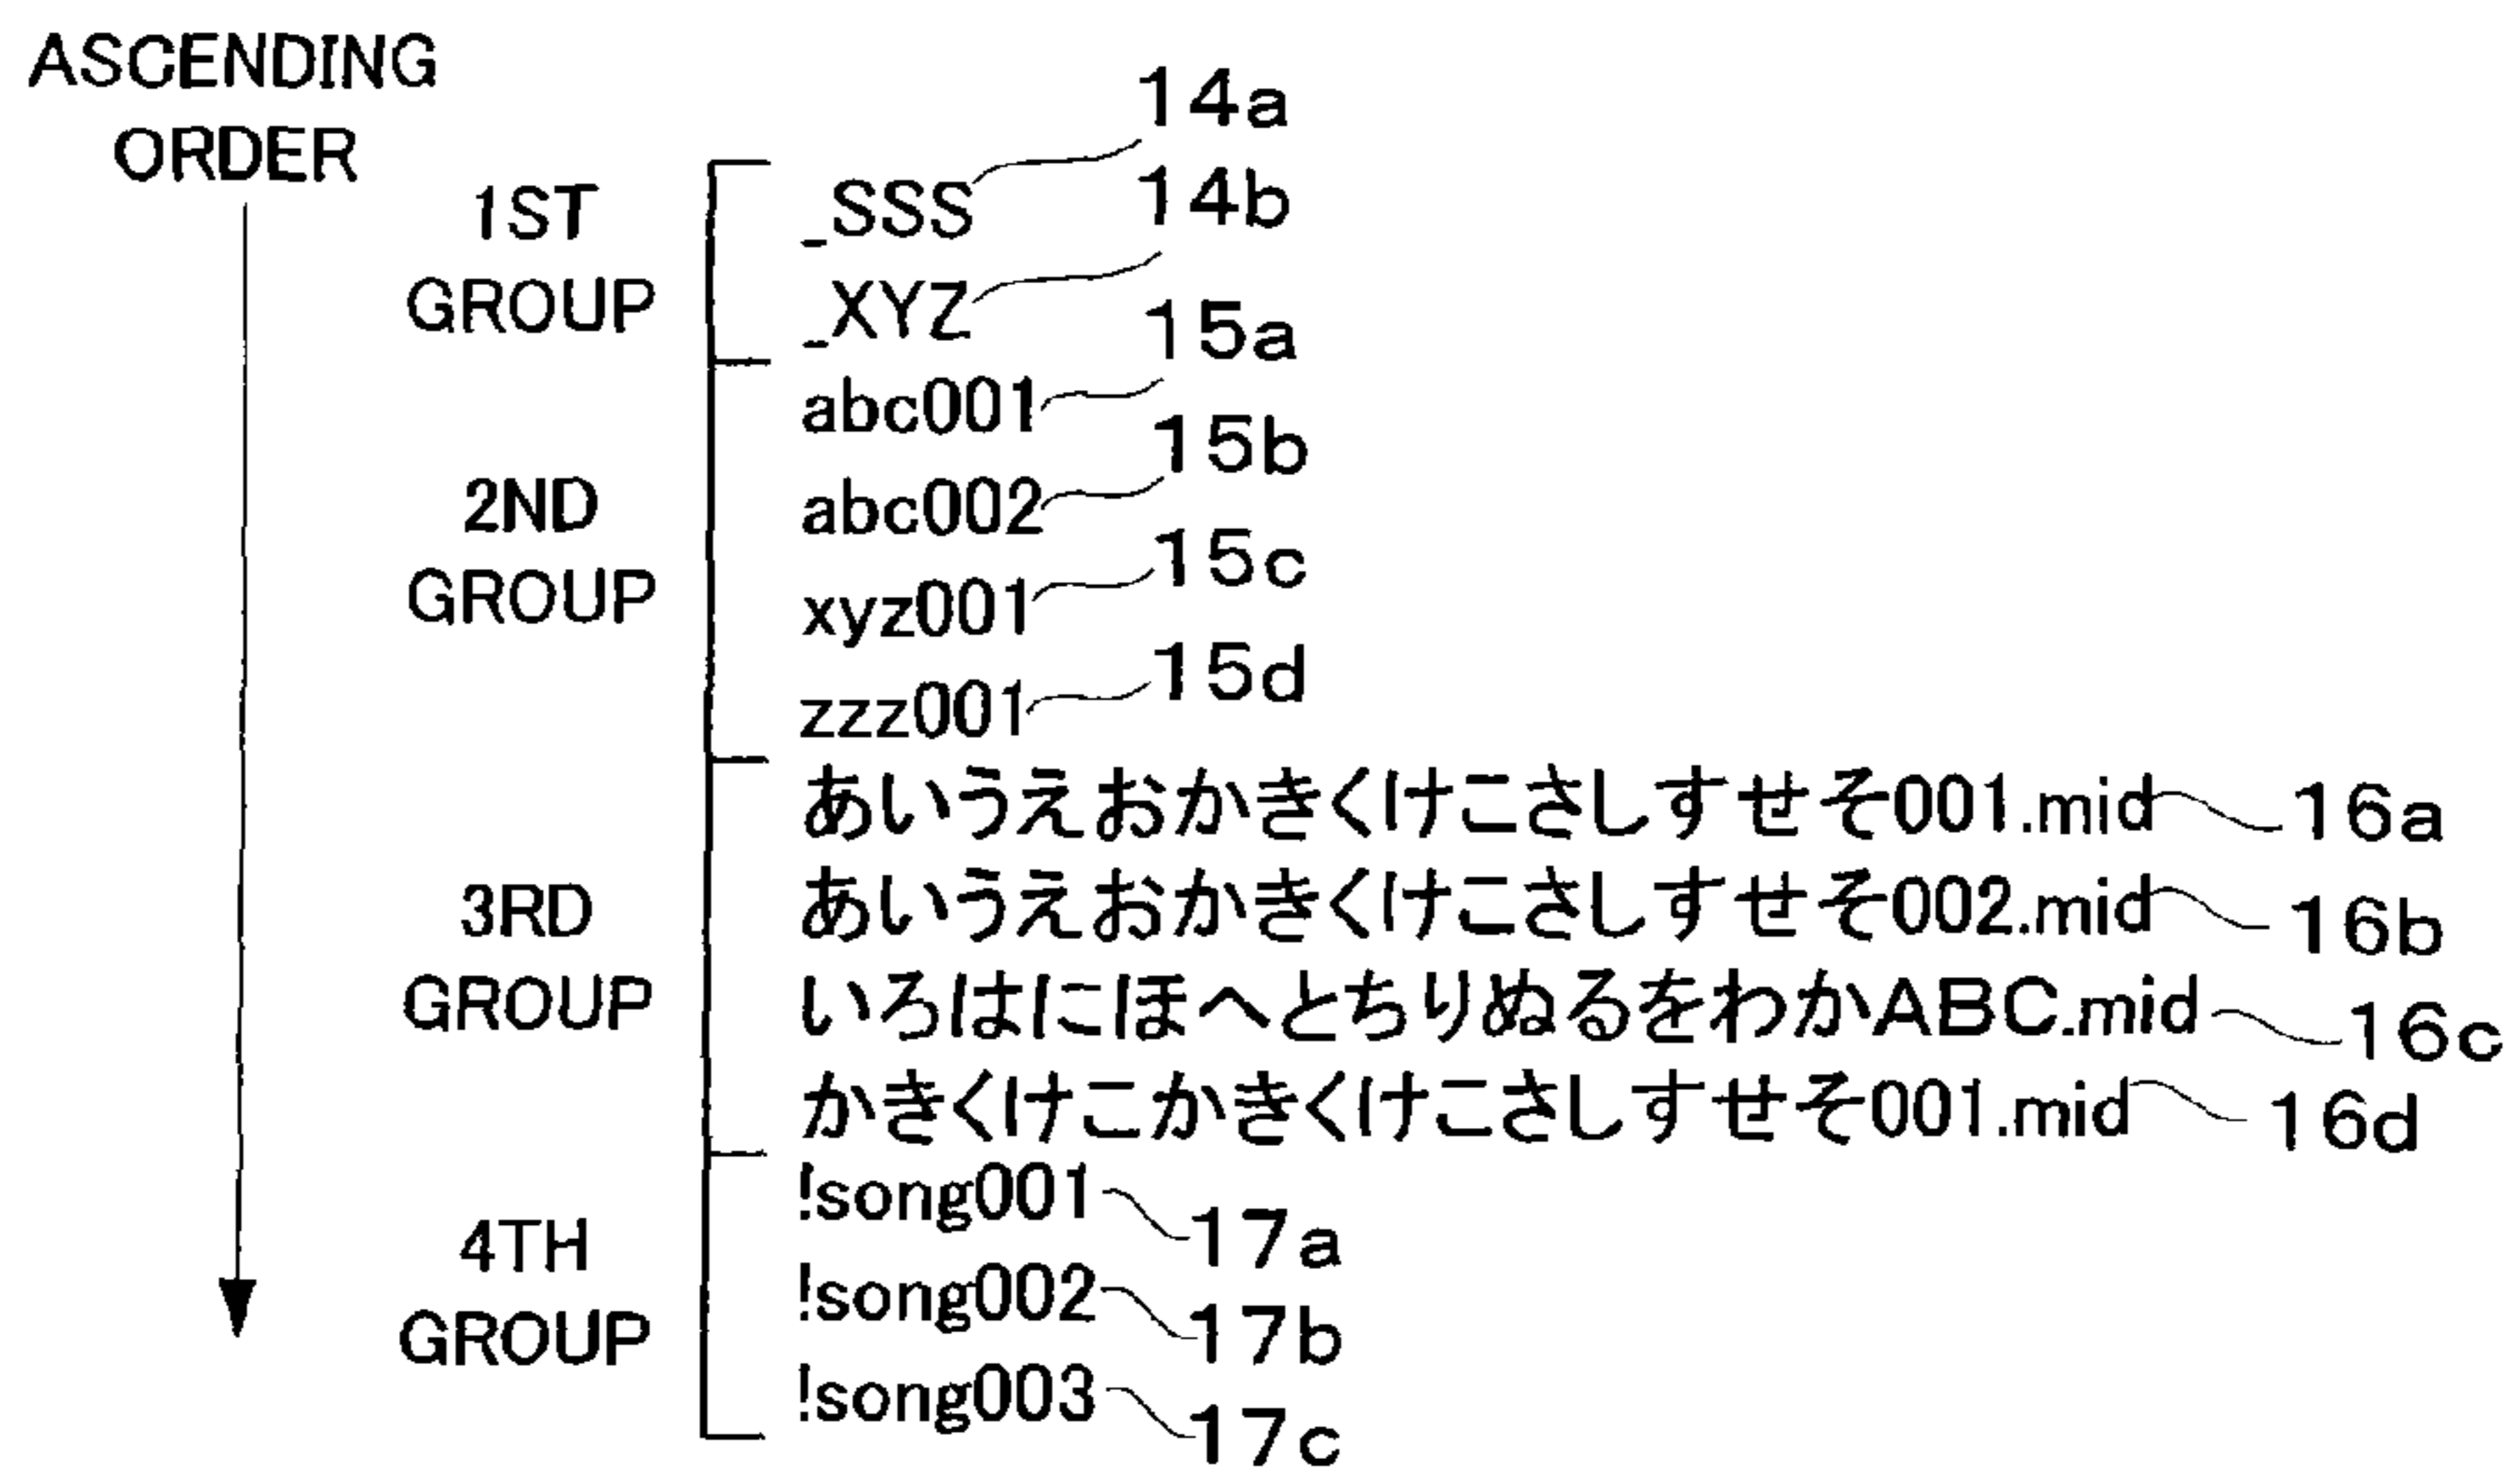 ASCENDING
ORDER
1ST
GROUP
_SSS 14a
_XYZ 14b
2ND
GROUP
abc001 15a
abc002 15b
xyz001 15c
zzz001 15d
3RD
GROUP
あいうえおかきくけこさしすせそ001.mid 16a
あいうえおかきくけこさしすせそ002.mid 16b
いろはにほへとちりぬるをわかABC.mid 16c
かきくけこかきくけこさしすせそ001.mid 16d
4TH
GROUP
!song001 17a
!song002 17b
!song003 17c